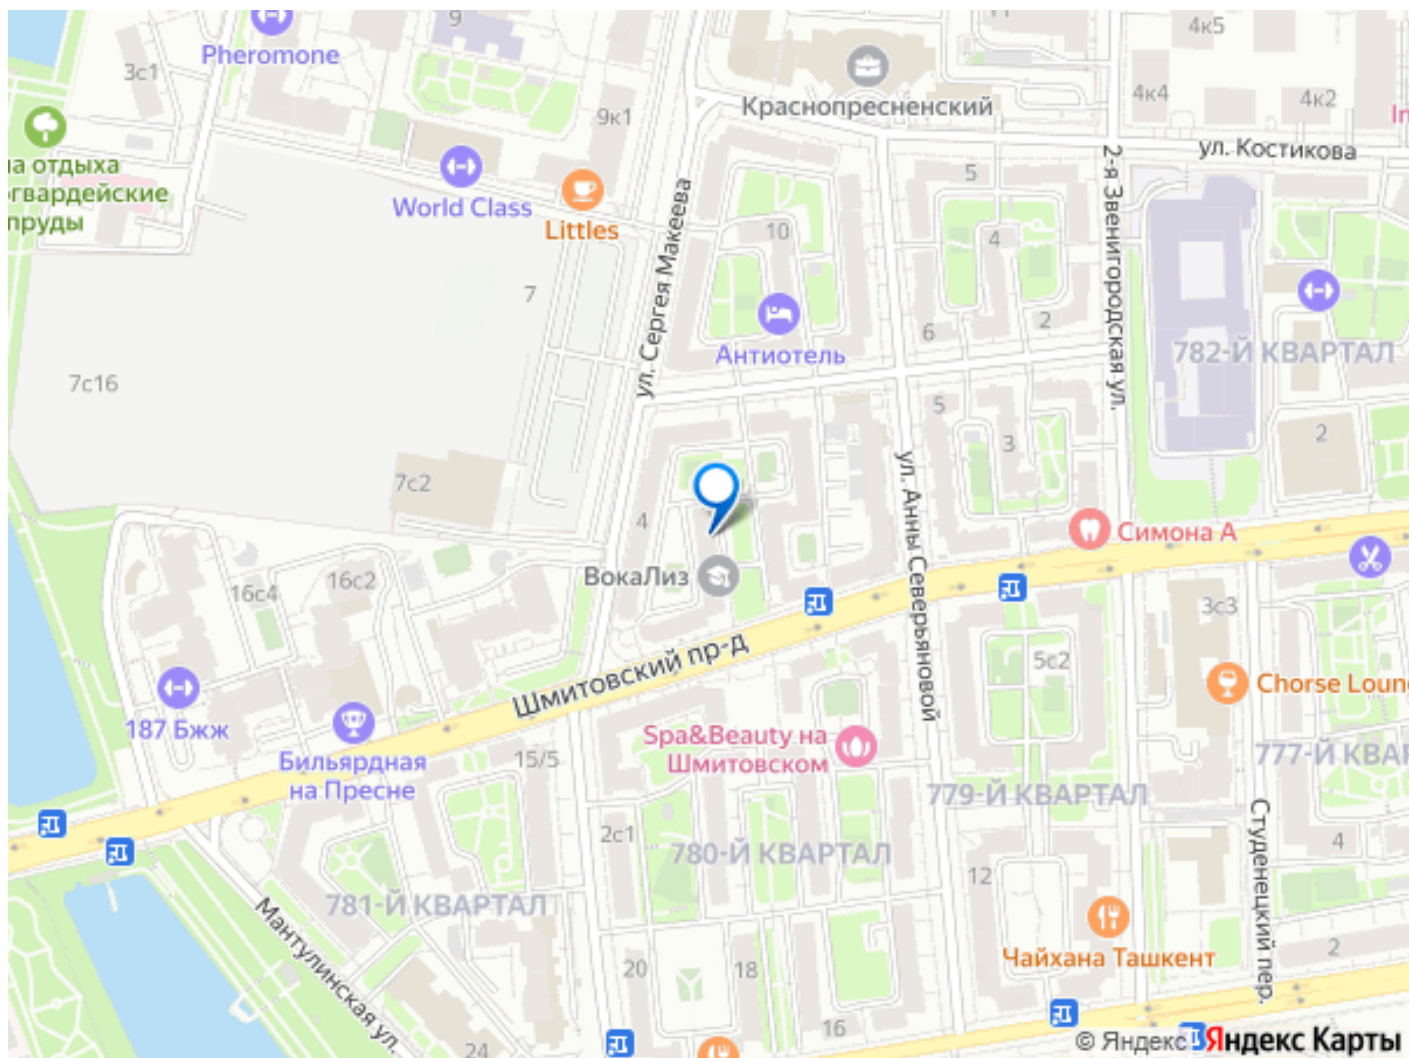 9
4к5
Pheromone
3с1
Краснопресненский
4к4
4к2
In
9к1
2-я Звенигородская ул.
ул. Костикова
на отдыха
огвардейские
пруды
World Class
Littles
ул. Сергея Макеева
5
10
4
7
6
2
Антиотель
782-Й КВАРТАЛ
7с16
5
3
2
7с2
ул. Анны Северьяновой
4
Симона А
ВокаЛиз
16с2
16с4
3с3
Шмитовский пр-д
5с2
Chorse Loung
187 Бжж
Spa&Beauty на
Шмитовском
Бильярдная
на Пресне
15/5
777-Й КВАР
779-Й КВАРТАЛ
2с1
780-Й КВАРТАЛ
4
Студенецкий пер.
12
781-Й КВАРТАЛ
Мантулинская ул.
Чайхана Ташкент
2
20
18
16
24
© Яндекс Яндекс Карты